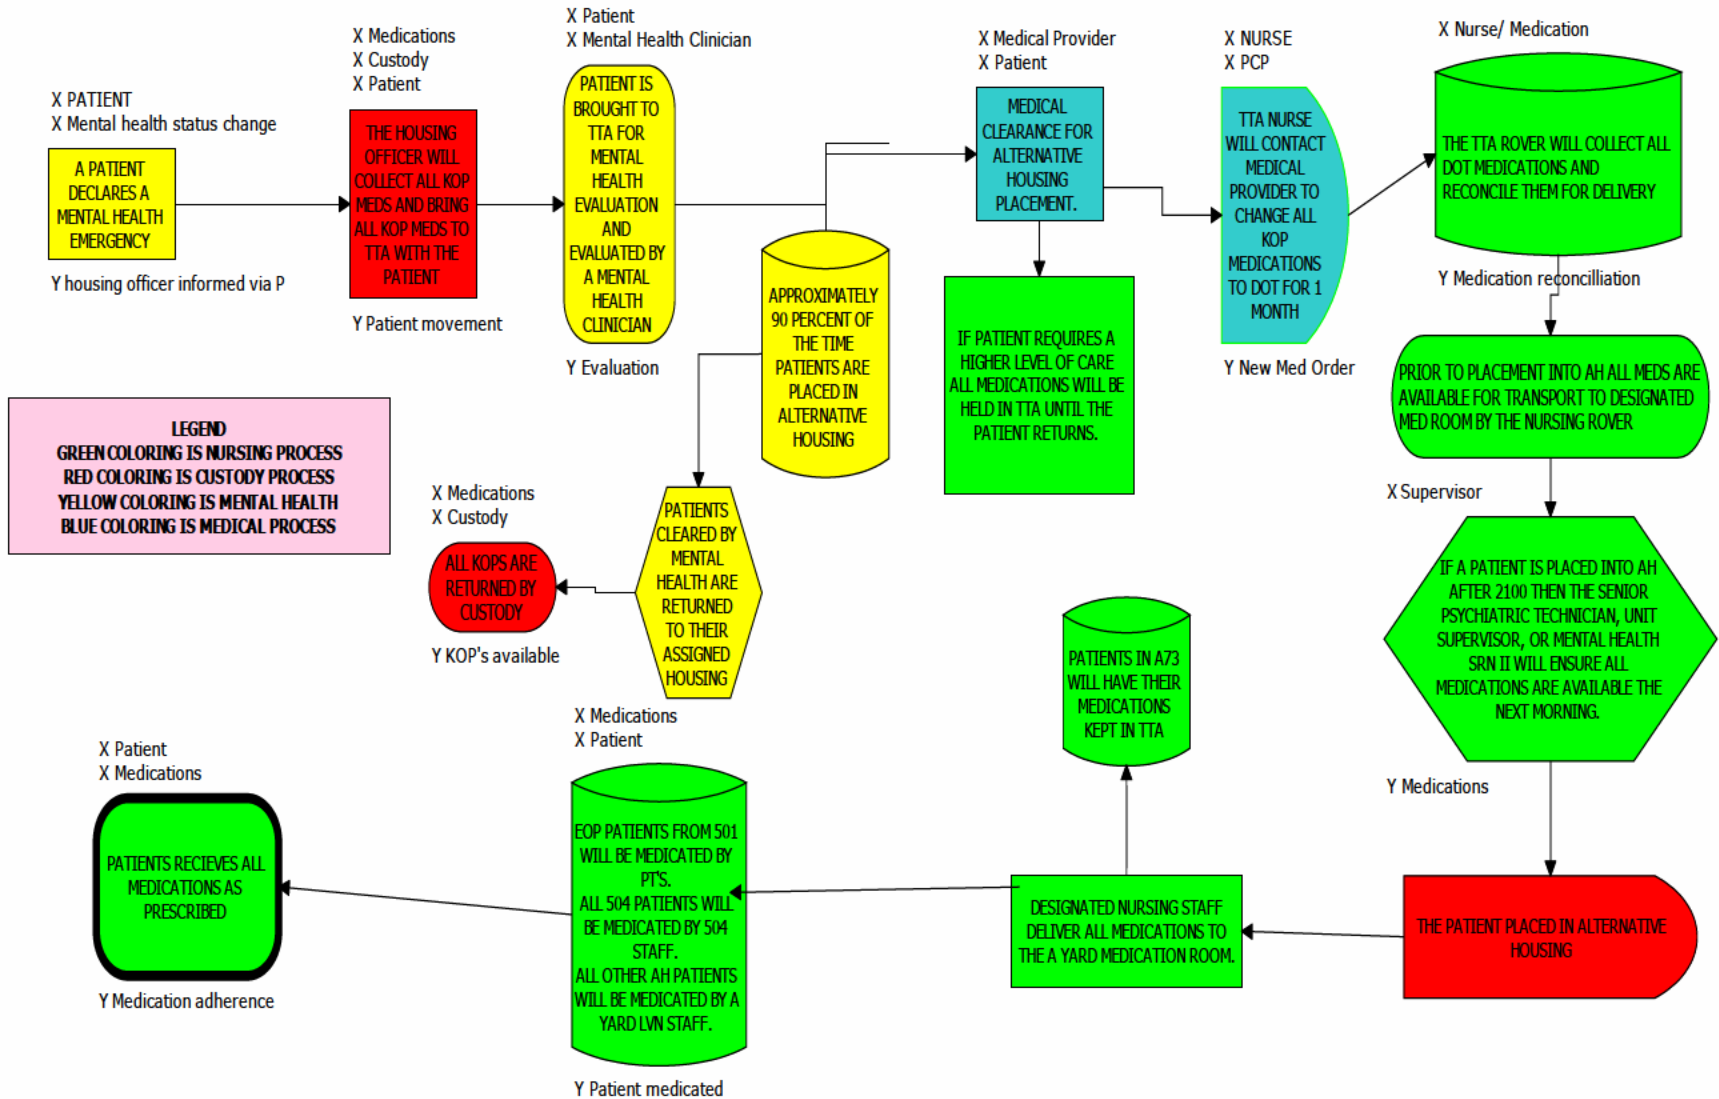 X PATIENT
X Mental health status change
A PATIENT
DECLARES A
MENTAL HEALTH
EMERGENCY
Y housing officer informed via P
X Medications
X Custody
X Patient
THE HOUSING
OFFICER WILL
COLLECT ALL KOP
MEDS AND BRING
ALL KOP MEDS TO
TTA WITH THE
PATIENT
Y Patient movement
X Patient
X Mental Health Clinician
PATIENT IS
BROUGHT TO
TTA FOR
MENTAL
HEALTH
EVALUATION
AND
EVALUATED BY
A MENTAL
HEALTH
CLINICIAN
Y Evaluation
APPROXIMATELY
90 PERCENT OF
THE TIME
PATIENTS ARE
PLACED IN
ALTERNATIVE
HOUSING
X Medical Provider
X Patient
MEDICAL
CLEARANCE FOR
ALTERNATIVE
HOUSING
PLACEMENT.
IF PATIENT REQUIRES A
HIGHER LEVEL OF CARE
ALL MEDICATIONS WILL BE
HELD IN TTA UNTIL THE
PATIENT RETURNS.
X NURSE
X PCP
TTA NURSE
WILL CONTACT
MEDICAL
PROVIDER TO
CHANGE ALL
KOP
MEDICATIONS
TO DOT FOR 1
MONTH
Y New Med Order
X Nurse/ Medication
THE TTA ROVER WILL COLLECT ALL
DOT MEDICATIONS AND
RECONCILE THEM FOR DELIVERY
Y Medication reconcilliation
PRIOR TO PLACEMENT INTO AH ALL MEDS ARE
AVAILABLE FOR TRANSPORT TO DESIGNATED
MED ROOM BY THE NURSING ROVER
LEGEND
GREEN COLORING IS NURSING PROCESS
RED COLORING IS CUSTODY PROCESS
YELLOW COLORING IS MENTAL HEALTH
BLUE COLORING IS MEDICAL PROCESS
X Medications
X Custody
ALL KOPS ARE
RETURNED BY
CUSTODY
Y KOP's available
PATIENTS
CLEARED BY
MENTAL
HEALTH ARE
RETURNED
TO THEIR
ASSIGNED
HOUSING
X Supervisor
IF A PATIENT IS PLACED INTO AH
AFTER 2100 THEN THE SENIOR
PSYCHIATRIC TECHNICIAN, UNIT
SUPERVISOR, OR MENTAL HEALTH
SRN II WILL ENSURE ALL
MEDICATIONS ARE AVAILABLE THE
NEXT MORNING.
Y Medications
THE PATIENT PLACED IN ALTERNATIVE
HOUSING
PATIENTS IN A73
WILL HAVE THEIR
MEDICATIONS
KEPT IN TTA
DESIGNATED NURSING STAFF
DELIVER ALL MEDICATIONS TO
THE A YARD MEDICATION ROOM.
X Medications
X Patient
EOP PATIENTS FROM 501
WILL BE MEDICATED BY
PT'S.
ALL 504 PATIENTS WILL
BE MEDICATED BY 504
STAFF.
ALL OTHER AH PATIENTS
WILL BE MEDICATED BY A
YARD LVN STAFF.
Y Patient medicated
X Patient
X Medications
PATIENTS RECIEVES ALL
MEDICATIONS AS
PRESCRIBED
Y Medication adherence